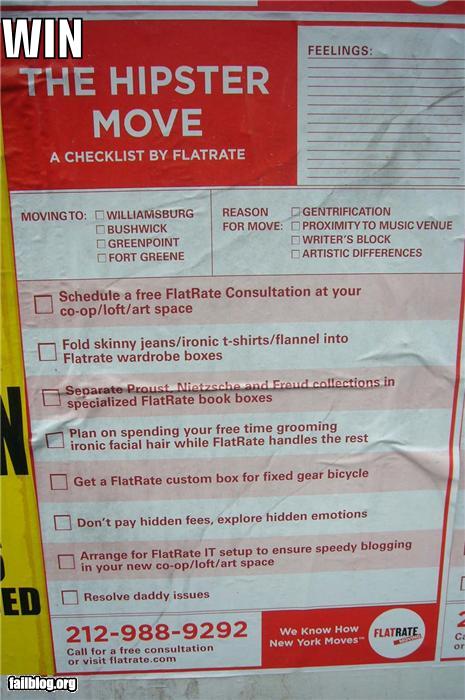 WIN
THE HIPSTER
MOVE
A CHECKLIST BY FLATRATE
FEELINGS:
MOVING TO:
WILLIAMSBURG
BUSHWICK
GREENPOINT
FORT GREENE
REASON
FOR MOVE:
GENTRIFICATION
PROXIMITY TO MUSIC VENUE
WRITER'S BLOCK
ARTISTIC DIFFERENCES
Schedule a free FlatRate Consultation at your
co-op/loft/art space
Fold skinny jeans/ironic t-shirts/flannel into
Flatrate wardrobe boxes
Separate Proust, Nietzsche and Freud collections in
specialized FlatRate book boxes
Plan on spending your free time grooming
ironic facial hair while FlatRate handles the rest
Get a FlatRate custom box for fixed gear bicycle
Don't pay hidden fees, explore hidden emotions
Arrange for FlatRate IT setup to ensure speedy blogging
in your new co-op/loft/art space
Resolve daddy issues
212-988-9292
Call for a free consultation
or visit flatrate.com
We Know How
New York Moves℠
FLATRATE
MOVING
N
ED
failblog.org